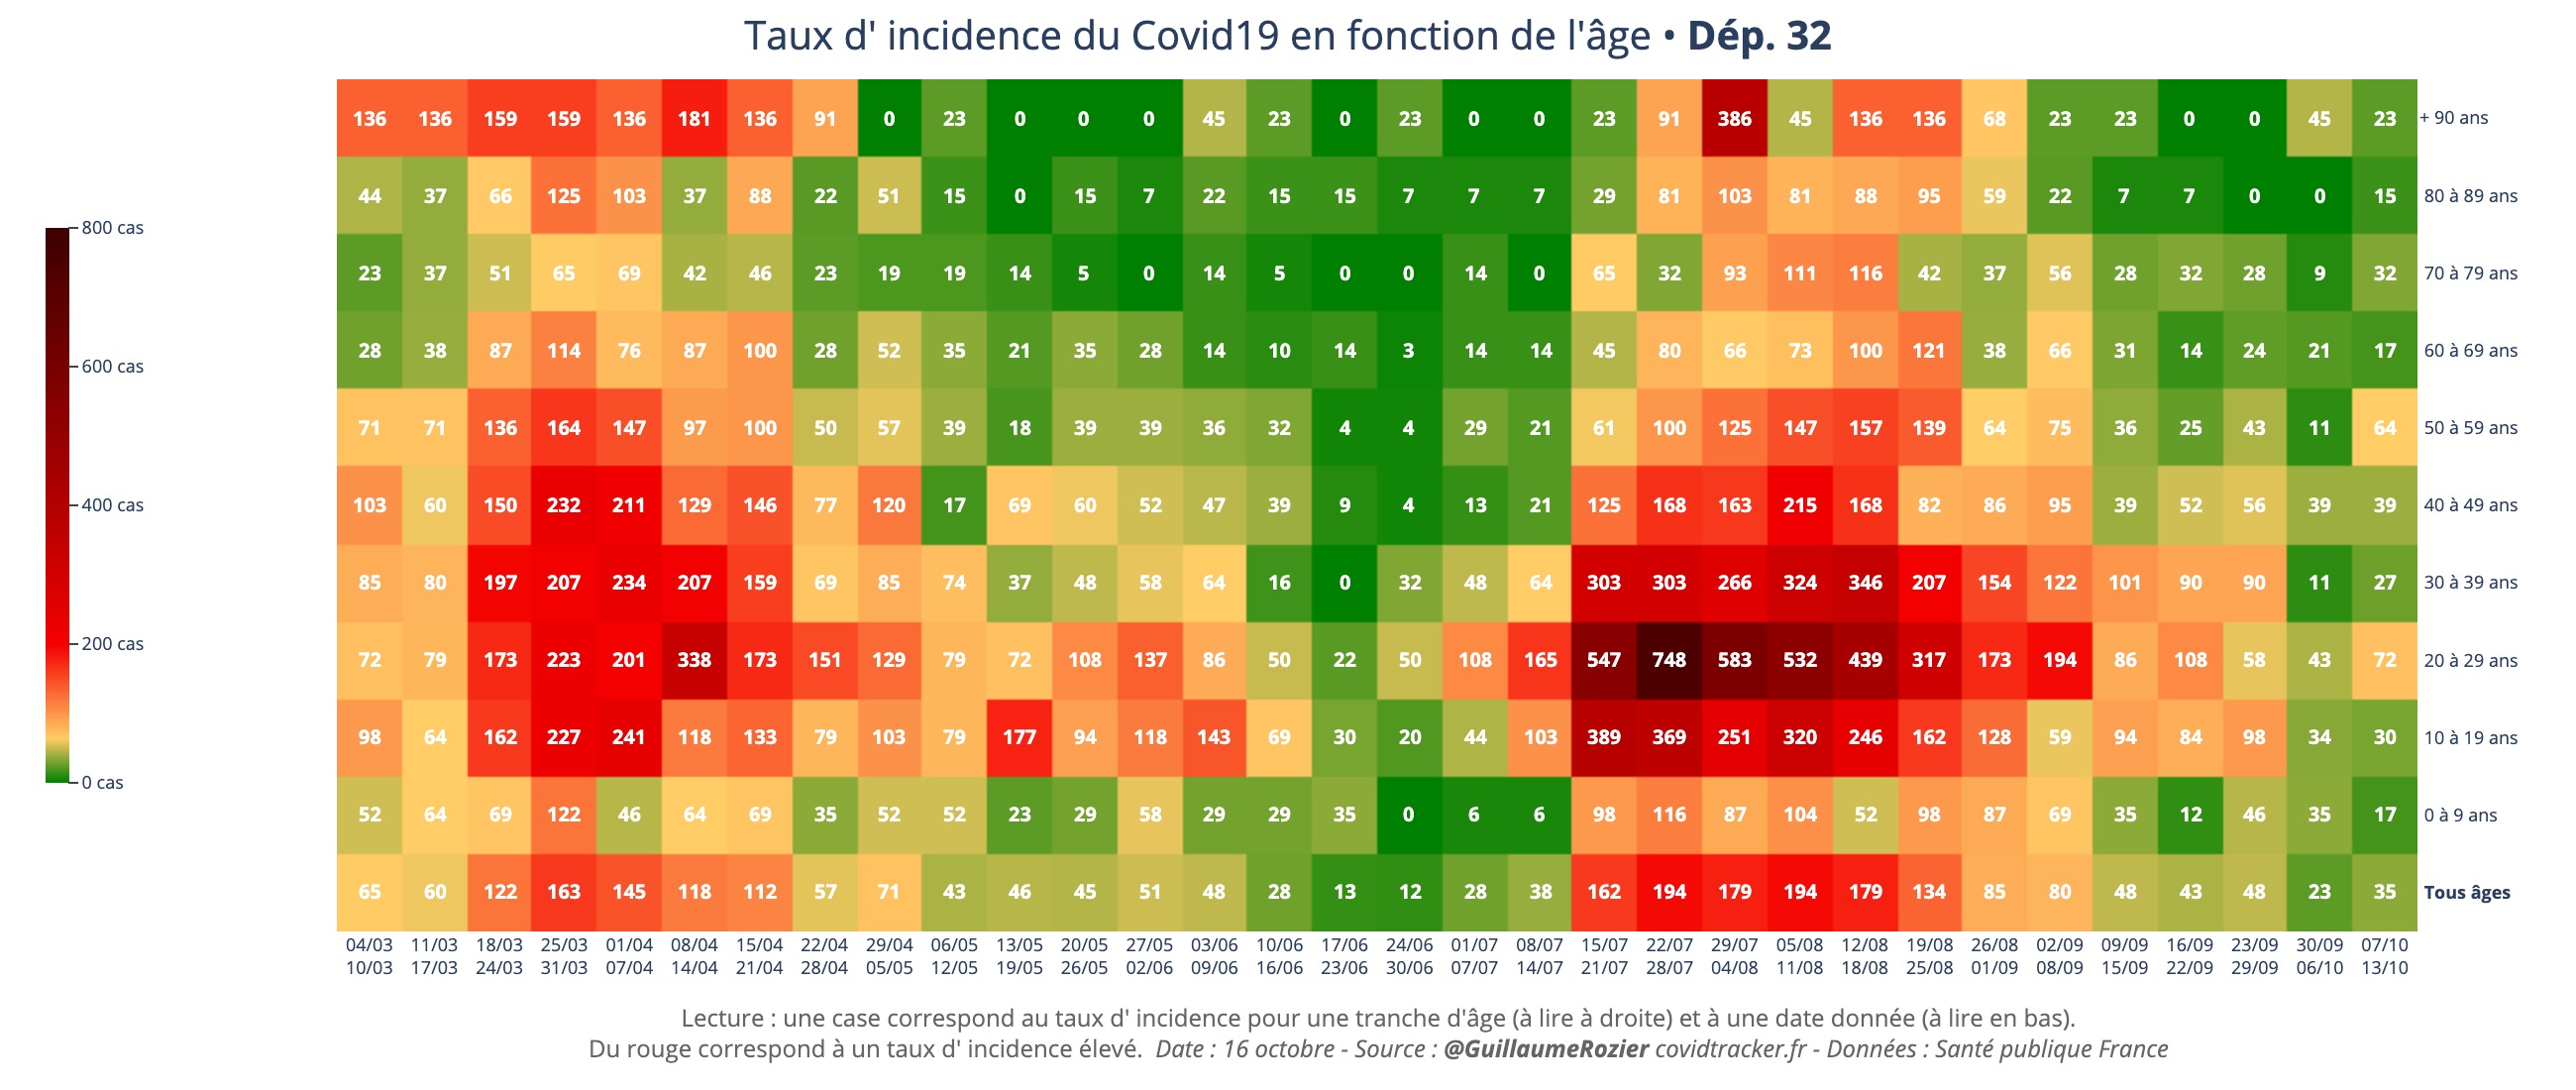 Taux d' incidence du Covid19 en fonction de l'âge • Dép. 32
800 cas
600 cas
400 cas
200 cas
0 cas
136 136 159 159 136 181 136 91 0 23 0 0 0 45 23 0 23 0 0 23 91 386 45 136 136 68 23 23 0 0 45 23 + 90 ans
44 37 66 125 103 37 88 22 51 15 0 15 7 22 15 15 7 7 7 29 81 103 81 88 95 59 22 7 7 0 0 15 80 à 89 ans
23 37 51 65 69 42 46 23 19 19 14 5 0 14 5 0 0 14 0 65 32 93 111 116 42 37 56 28 32 28 9 32 70 à 79 ans
28 38 87 114 76 87 100 28 52 35 21 35 28 14 10 14 3 14 14 45 80 66 73 100 121 38 66 31 14 24 21 17 60 à 69 ans
71 71 136 164 147 97 100 50 57 39 18 39 39 36 32 4 4 29 21 61 100 125 147 157 139 64 75 36 25 43 11 64 50 à 59 ans
103 60 150 232 211 129 146 77 120 17 69 60 52 47 39 9 4 13 21 125 168 163 215 168 82 86 95 39 52 56 39 39 40 à 49 ans
85 80 197 207 234 207 159 69 85 74 37 48 58 64 16 0 32 48 64 303 303 266 324 346 207 154 122 101 90 90 11 27 30 à 39 ans
72 79 173 223 201 338 173 151 129 79 72 108 137 86 50 22 50 108 165 547 748 583 532 439 317 173 194 86 108 58 43 72 20 à 29 ans
98 64 162 227 241 118 133 79 103 79 177 94 118 143 69 30 20 44 103 389 369 251 320 246 162 128 59 94 84 98 34 30 10 à 19 ans
52 64 69 122 46 64 69 35 52 52 23 29 58 29 29 35 0 6 6 98 116 87 104 52 98 87 69 35 12 46 35 17 0 à 9 ans
65 60 122 163 145 118 112 57 71 43 46 45 51 48 28 13 12 28 38 162 194 179 194 179 134 85 80 48 43 48 23 35 Tous âges
04/03 11/03 18/03 25/03 01/04 08/04 15/04 22/04 29/04 06/05 13/05 20/05 27/05 03/06 10/06 17/06 24/06 01/07 08/07 15/07 22/07 29/07 05/08 12/08 19/08 26/08 02/09 09/09 16/09 23/09 30/09 07/10
10/03 17/03 24/03 31/03 07/04 14/04 21/04 28/04 05/05 12/05 19/05 26/05 02/06 09/06 16/06 23/06 30/06 07/07 14/07 21/07 28/07 04/08 11/08 18/08 25/08 01/09 08/09 15/09 22/09 29/09 06/10 13/10
Lecture : une case correspond au taux d' incidence pour une tranche d'âge (à lire à droite) et à une date donnée (à lire en bas).
Du rouge correspond à un taux d' incidence élevé. Date : 16 octobre - Source : @GuillaumeRozier covidtracker.fr - Données : Santé publique France